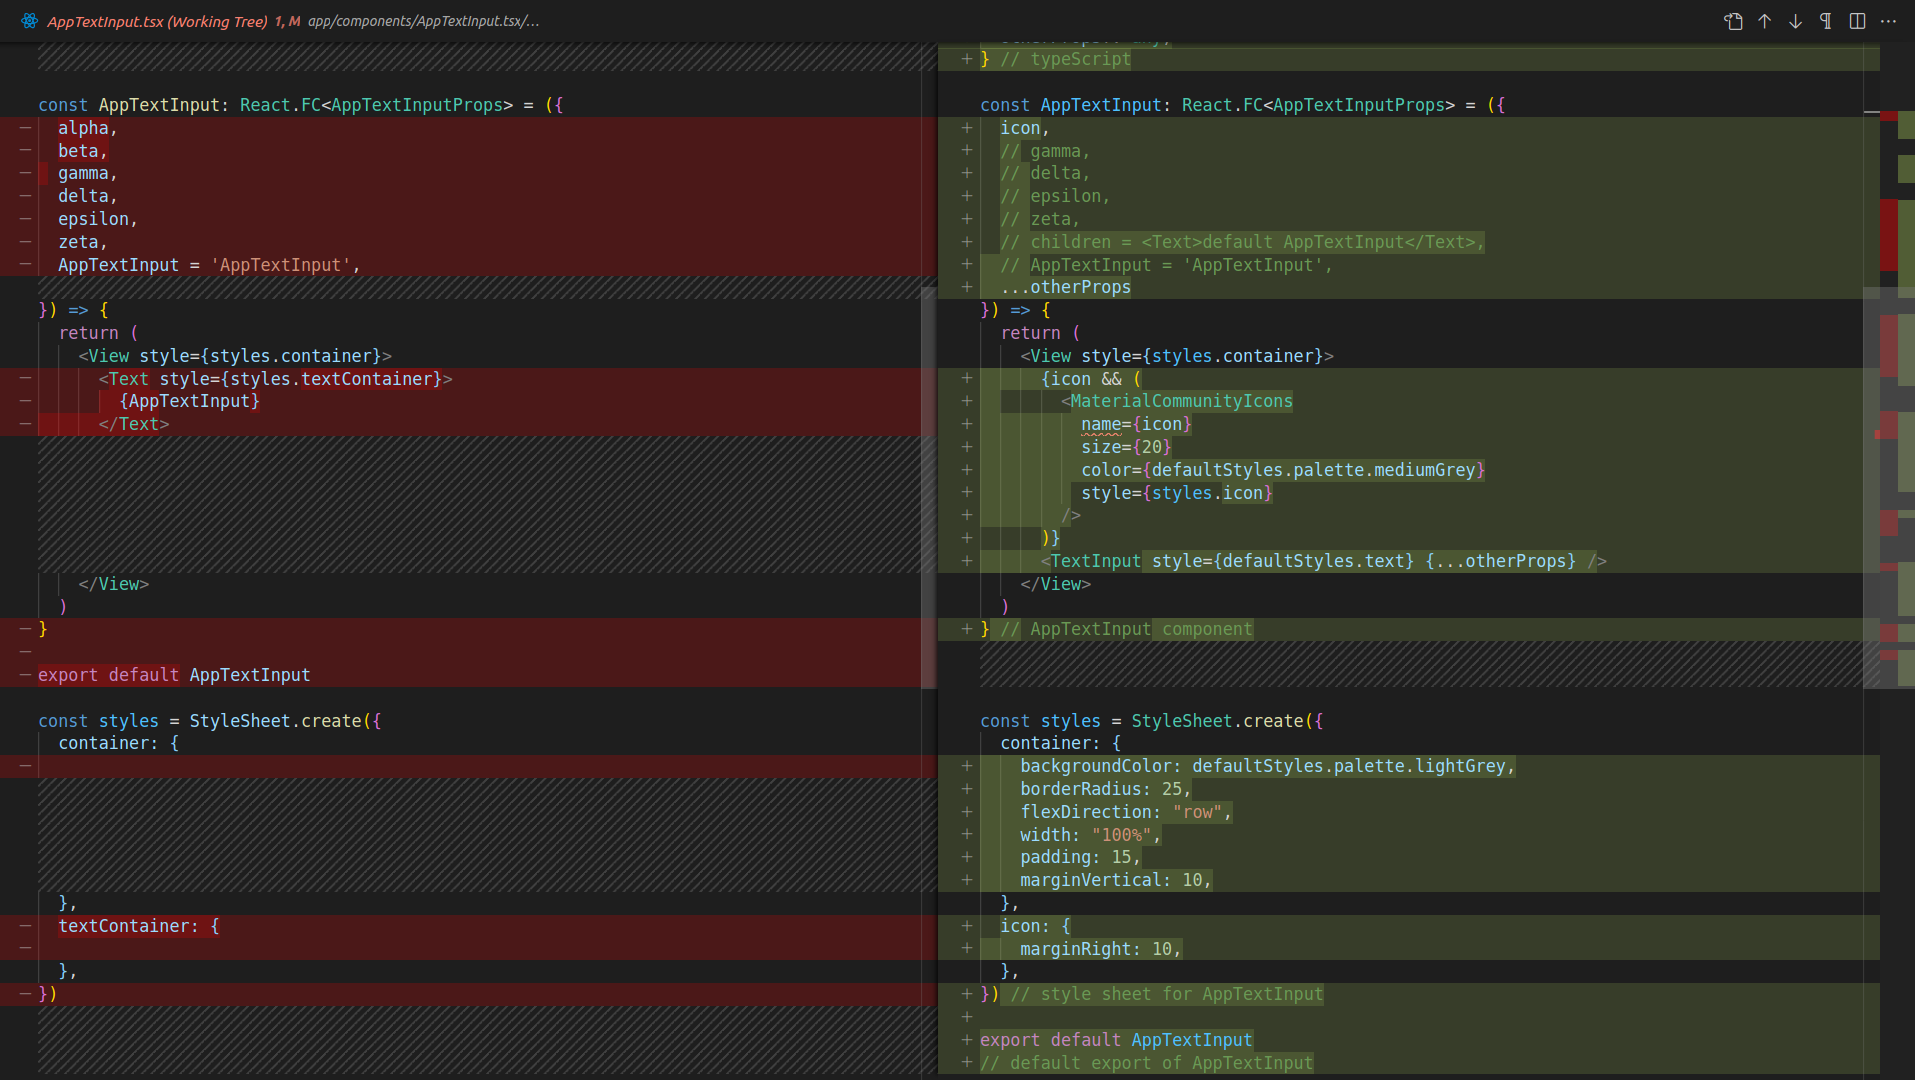 AppTextInput.tsx (Working Tree) 1, M app/components/AppTextInput.tsx/...
const AppTextInput: React.FC<AppTextInputProps> = ({
− alpha,
− beta,
− gamma,
− delta,
− epsilon,
− zeta,
− AppTextInput = 'AppTextInput',
}) => {
return (
<View style={styles.container}>
− <Text style={styles.textContainer}>
− {AppTextInput}
− </Text>
</View>
)
− }
−
− export default AppTextInput
const styles = StyleSheet.create({
container: {
−
},
− textContainer: {
−
},
− })
+ } // typeScript
const AppTextInput: React.FC<AppTextInputProps> = ({
+ icon,
+ // gamma,
+ // delta,
+ // epsilon,
+ // zeta,
+ // children = <Text>default AppTextInput</Text>,
+ // AppTextInput = 'AppTextInput',
+ ...otherProps
}) => {
return (
<View style={styles.container}>
+ {icon && (
+ <MaterialCommunityIcons
+ name={icon}
+ size={20}
+ color={defaultStyles.palette.mediumGrey}
+ style={styles.icon}
+ />
+ )}
+ <TextInput style={defaultStyles.text} {...otherProps} />
</View>
)
+ } // AppTextInput component
const styles = StyleSheet.create({
container: {
+ backgroundColor: defaultStyles.palette.lightGrey,
+ borderRadius: 25,
+ flexDirection: "row",
+ width: "100%",
+ padding: 15,
+ marginVertical: 10,
},
+ icon: {
+ marginRight: 10,
},
+ }) // style sheet for AppTextInput
+
+ export default AppTextInput
+ // default export of AppTextInput